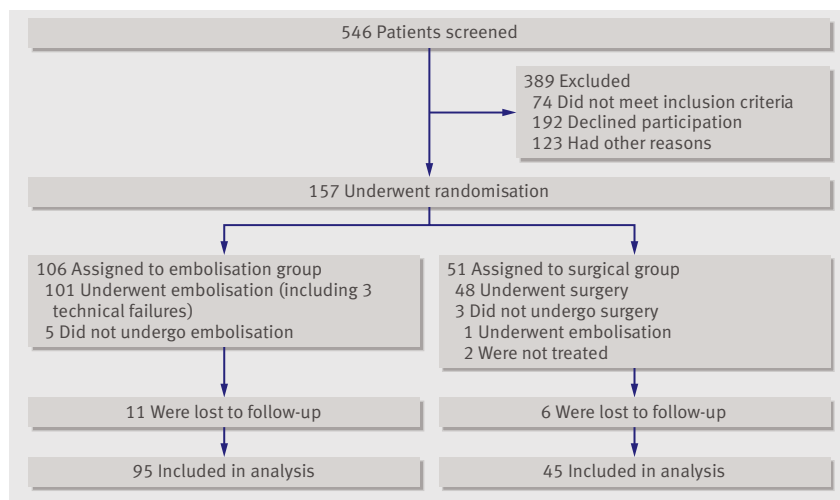 546 Patients screened
389 Excluded
74 Did not meet inclusion criteria
192 Declined participation
123 Had other reasons
157 Underwent randomisation
106 Assigned to embolisation group
101 Underwent embolisation (including 3
technical failures)
5 Did not undergo embolisation
51 Assigned to surgical group
48 Underwent surgery
3 Did not undergo surgery
1 Underwent embolisation
2 Were not treated
11 Were lost to follow-up
6 Were lost to follow-up
95 Included in analysis
45 Included in analysis